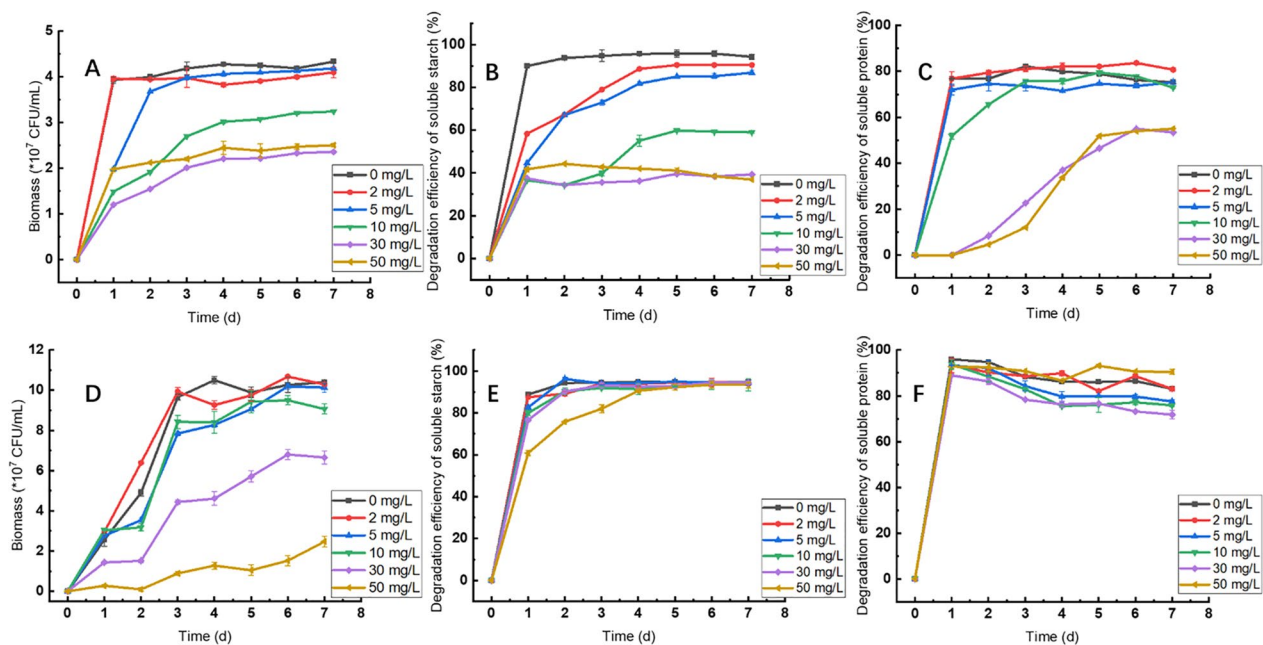 A
Biomass (*10⁷ CFU/mL)
5
4
3
2
1
0
0 1 2 3 4 5 6 7 8
Time (d)
0 mg/L
2 mg/L
5 mg/L
10 mg/L
30 mg/L
50 mg/L
B
Degradation efficiency of soluble starch (%)
100
80
60
40
20
0
0 1 2 3 4 5 6 7 8
Time (d)
0 mg/L
2 mg/L
5 mg/L
10 mg/L
30 mg/L
50 mg/L
C
Degradation efficiency of soluble protein (%)
100
80
60
40
20
0
0 1 2 3 4 5 6 7 8
Time (d)
0 mg/L
2 mg/L
5 mg/L
10 mg/L
30 mg/L
50 mg/L
D
Biomass (*10⁷ CFU/mL)
12
10
8
6
4
2
0
0 1 2 3 4 5 6 7 8
Time (d)
0 mg/L
2 mg/L
5 mg/L
10 mg/L
30 mg/L
50 mg/L
E
Degradation efficiency of soluble starch (%)
100
80
60
40
20
0
0 1 2 3 4 5 6 7 8
Time (d)
0 mg/L
2 mg/L
5 mg/L
10 mg/L
30 mg/L
50 mg/L
F
Degradation efficiency of soluble protein (%)
100
80
60
40
20
0
0 1 2 3 4 5 6 7 8
Time (d)
0 mg/L
2 mg/L
5 mg/L
10 mg/L
30 mg/L
50 mg/L